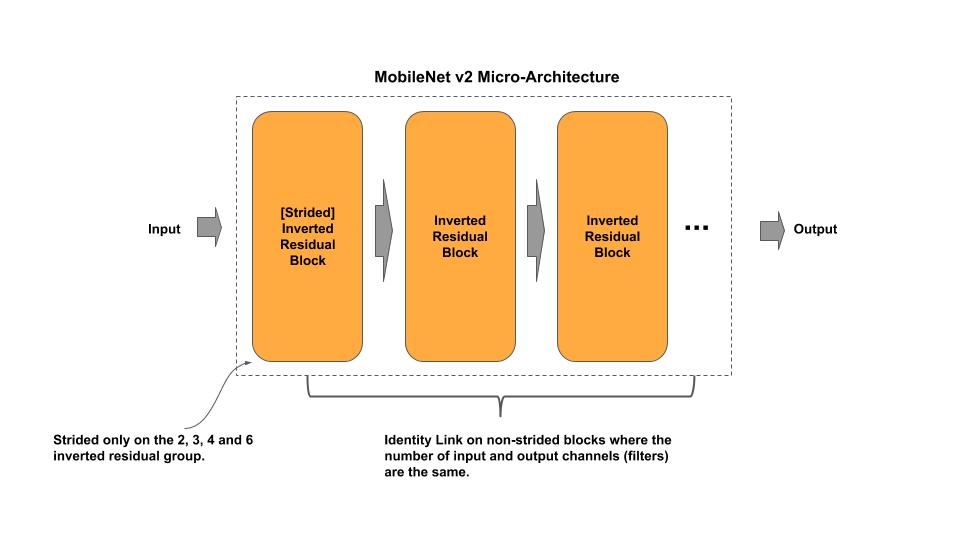 MobileNet v2 Micro-Architecture
Input
[Strided]
Inverted
Residual
Block
Inverted
Residual
Block
Inverted
Residual
Block
...
Output
Strided only on the 2, 3, 4 and 6
inverted residual group.
Identity Link on non-strided blocks where the
number of input and output channels (filters)
are the same.